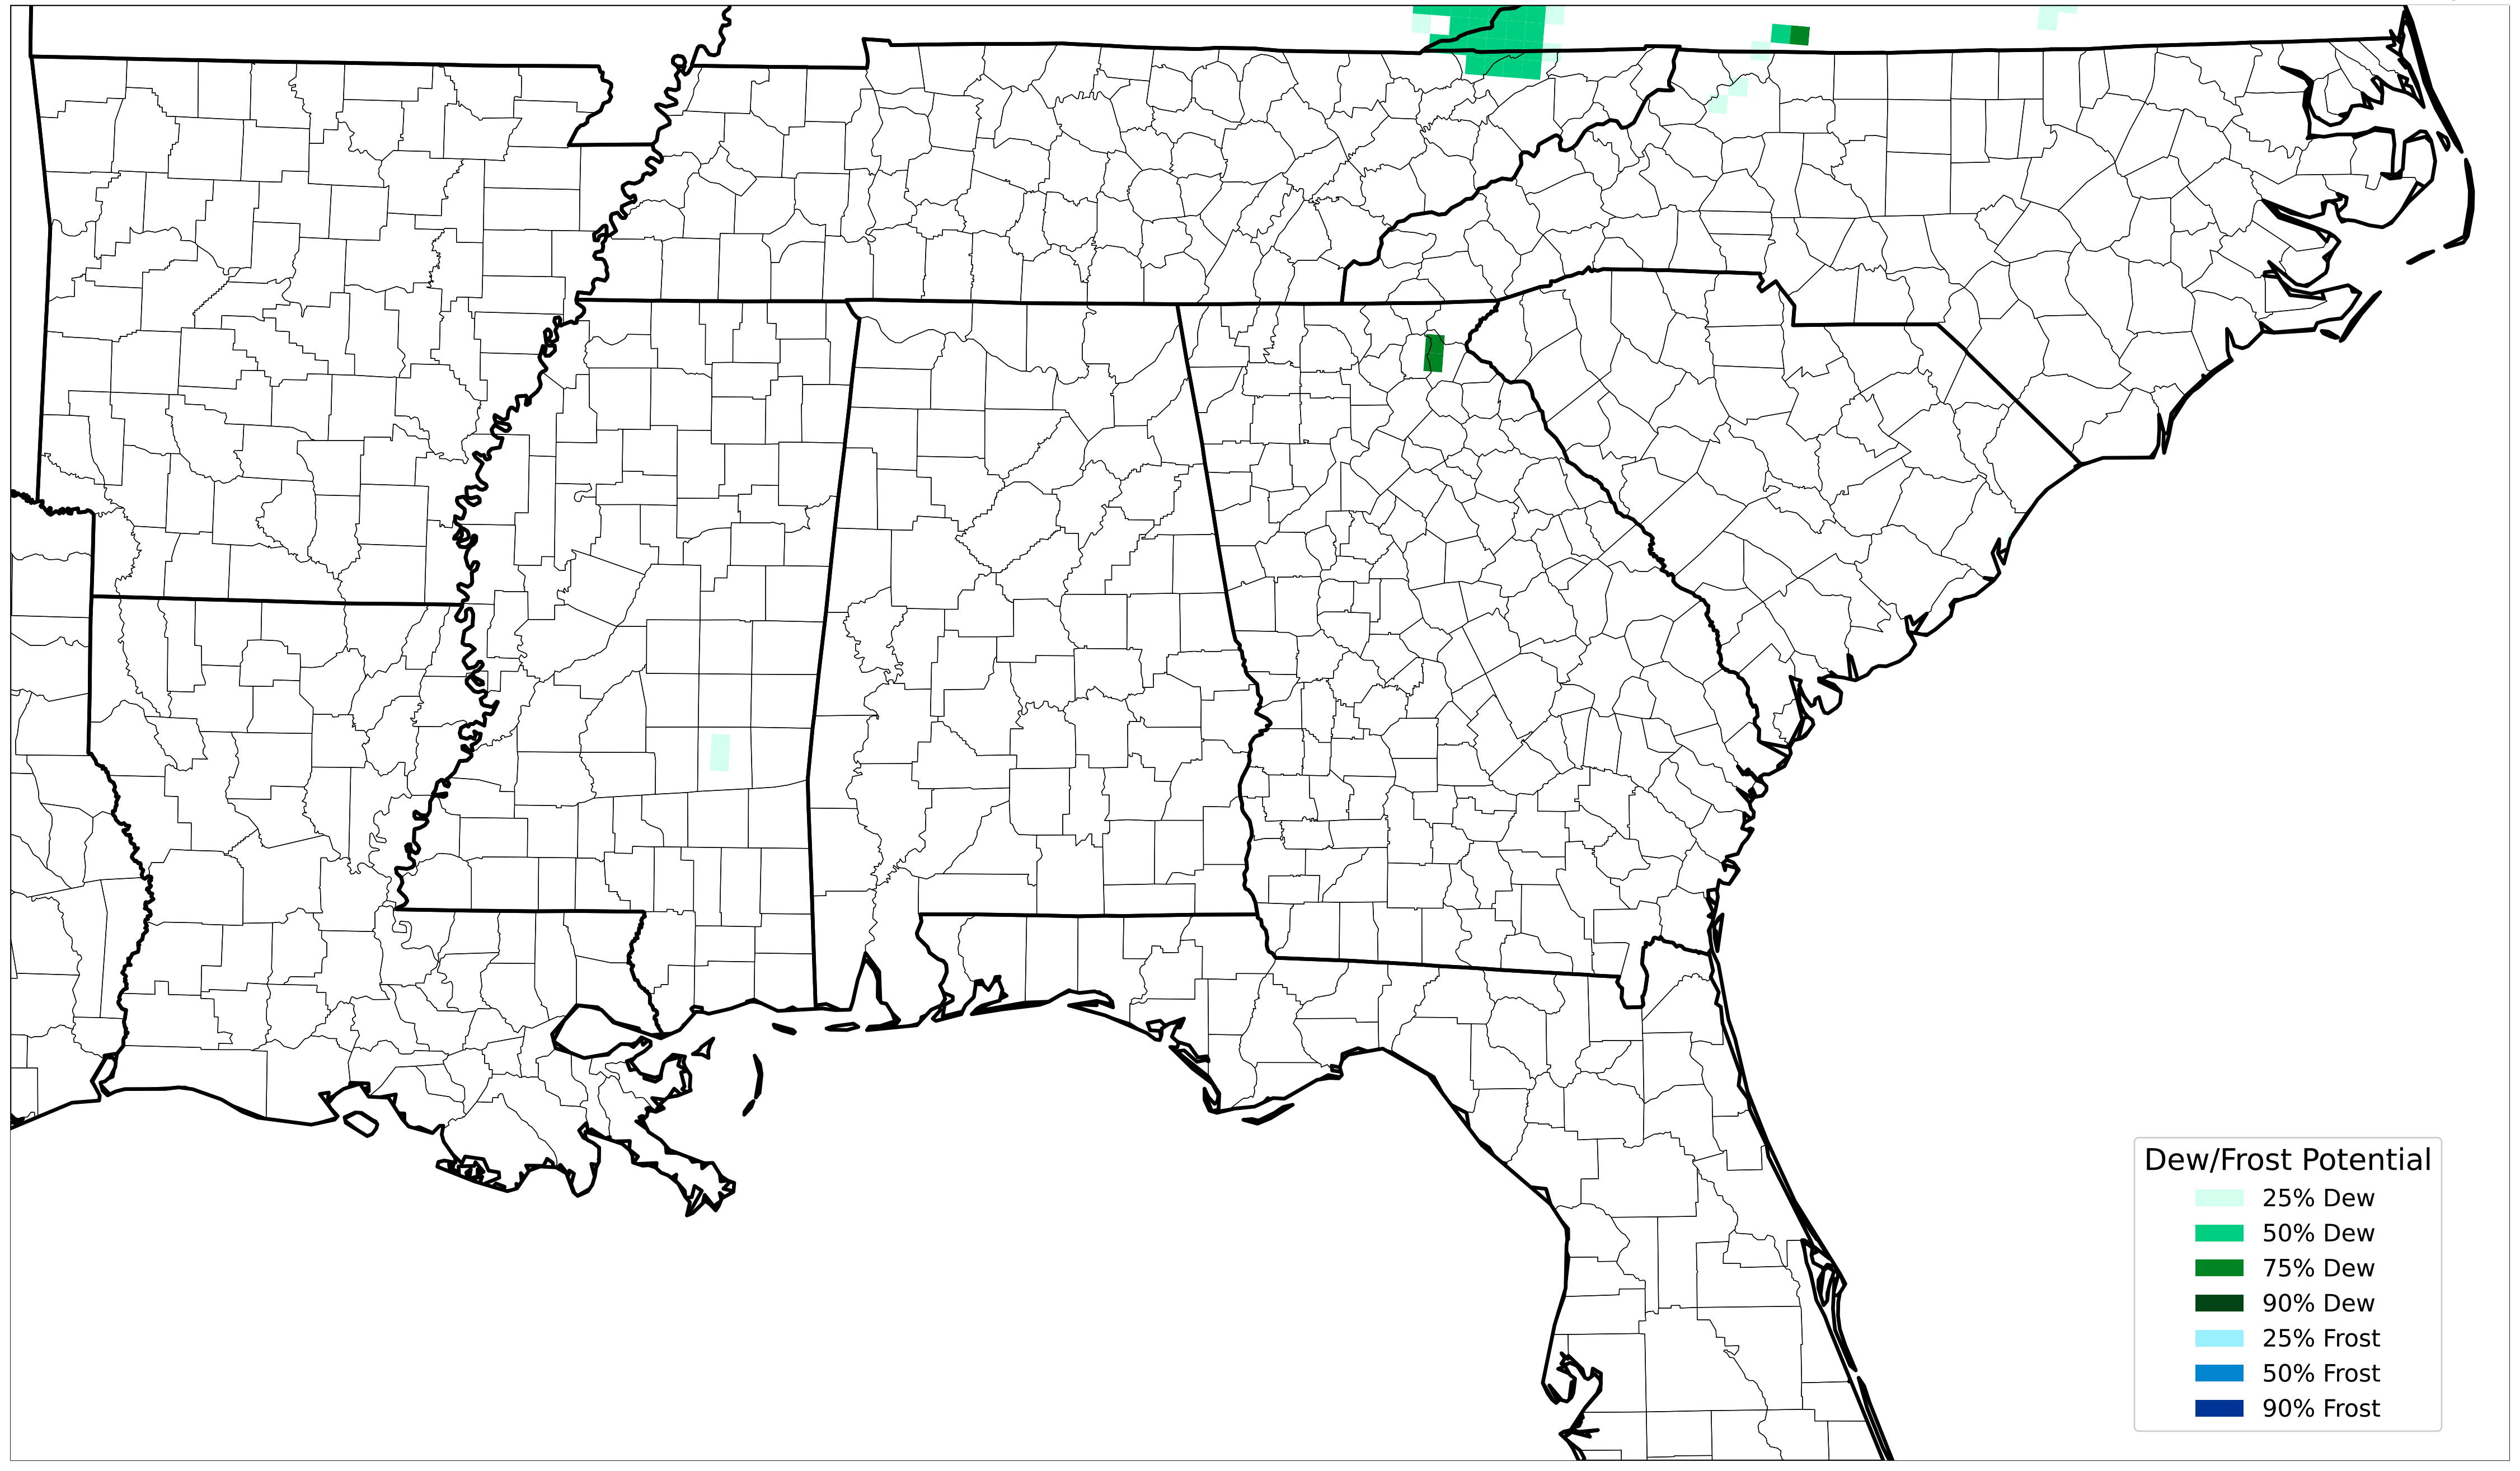 Dew/Frost Potential
25% Dew
50% Dew
75% Dew
90% Dew
25% Frost
50% Frost
90% Frost